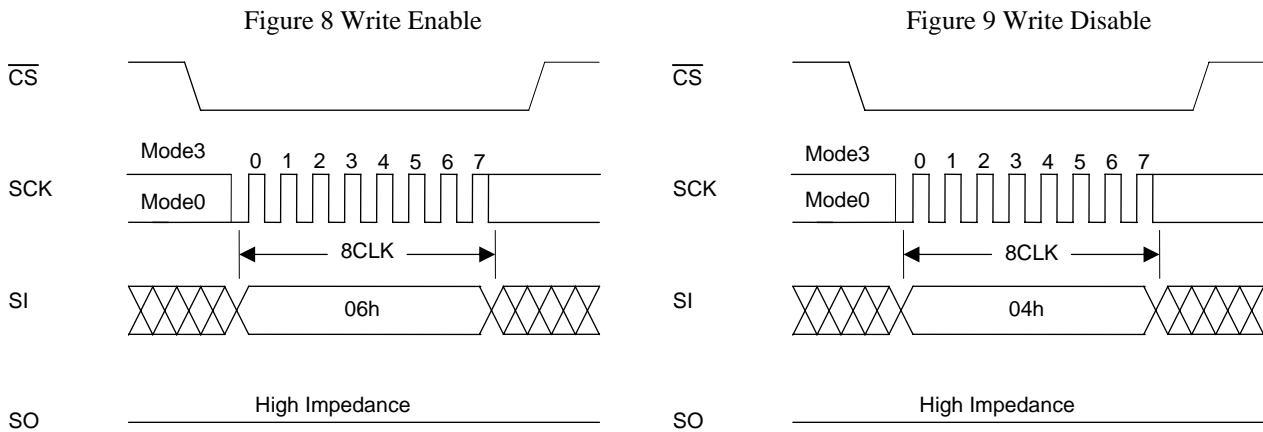 Figure 8 Write Enable
CS
Mode3
0 1 2 3 4 5 6 7
SCK
Mode0
8CLK
SI
06h
High Impedance
SO
Figure 9 Write Disable
CS
Mode3
0 1 2 3 4 5 6 7
SCK
Mode0
8CLK
SI
04h
High Impedance
SO